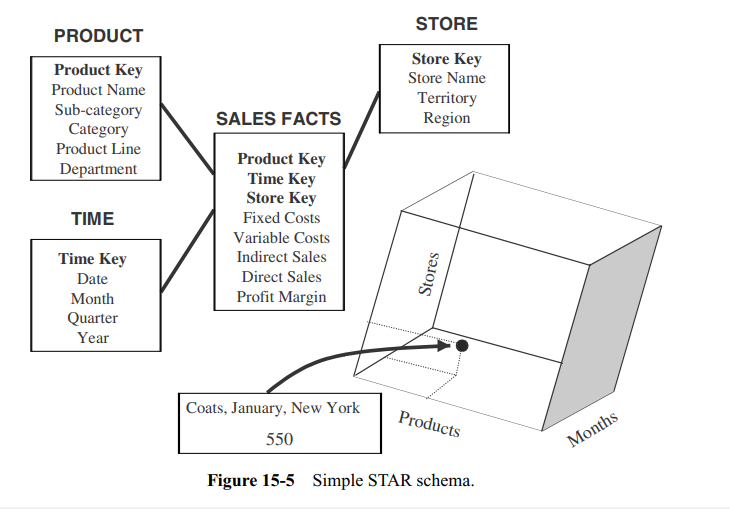 PRODUCT
Product Key
Product Name
Sub-category
Category
Product Line
Department
STORE
Store Key
Store Name
Territory
Region
SALES FACTS
Product Key
Time Key
Store Key
Fixed Costs
Variable Costs
Indirect Sales
Direct Sales
Profit Margin
TIME
Time Key
Date
Month
Quarter
Year
Stores
Products
Months
Coats, January, New York
550
Figure 15-5 Simple STAR schema.